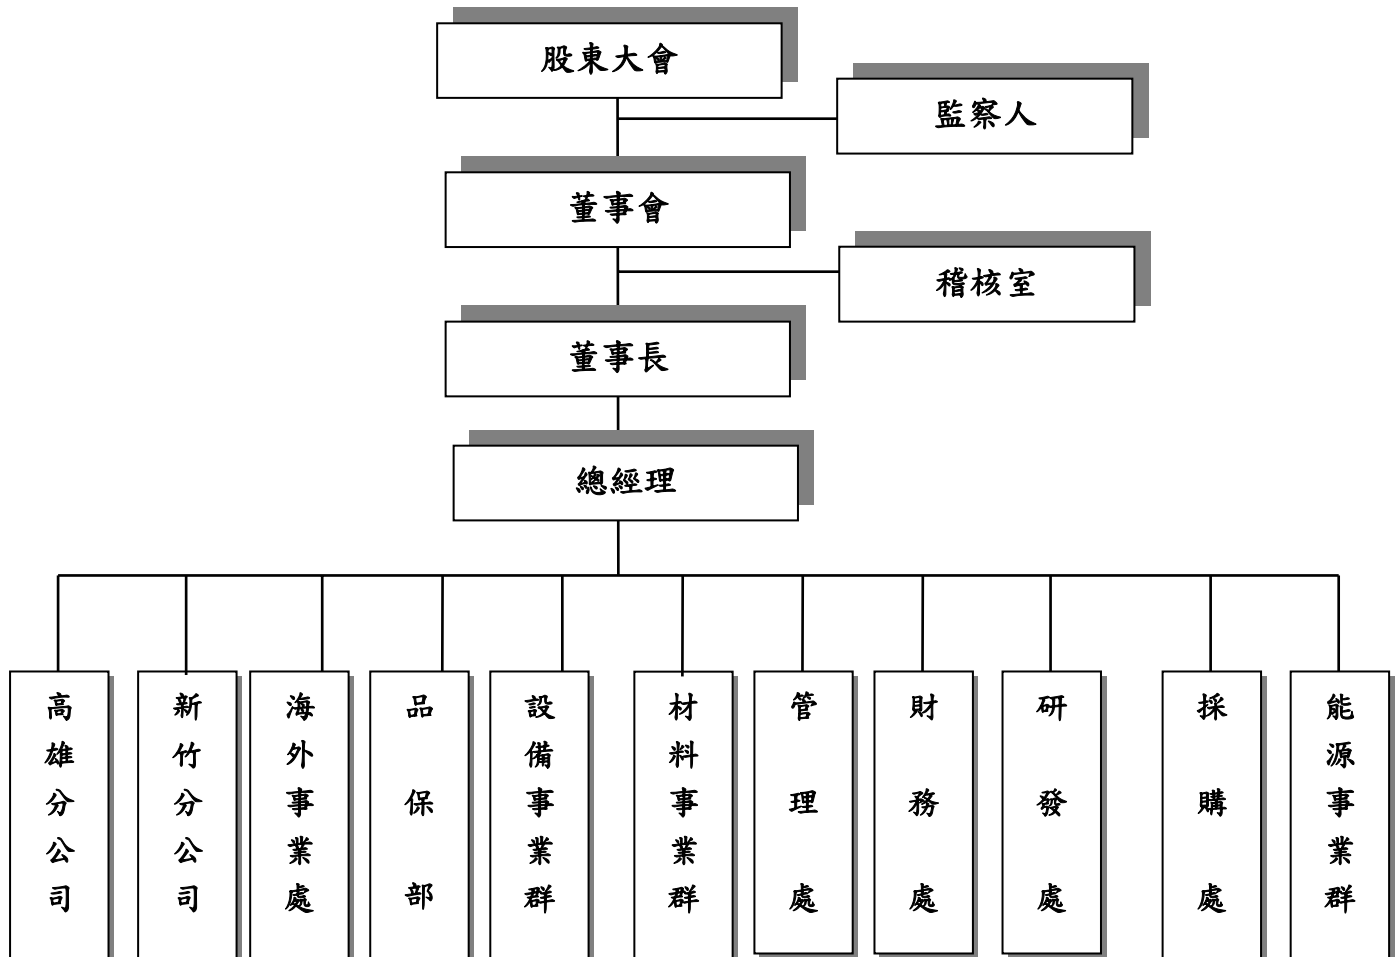 股東大會
監察人
董事會
稽核室
董事長
總經理
高雄分公司
新竹分公司
海外事業處
品保部
設備事業群
材料事業群
管理處
財務處
研發處
採購處
能源事業群